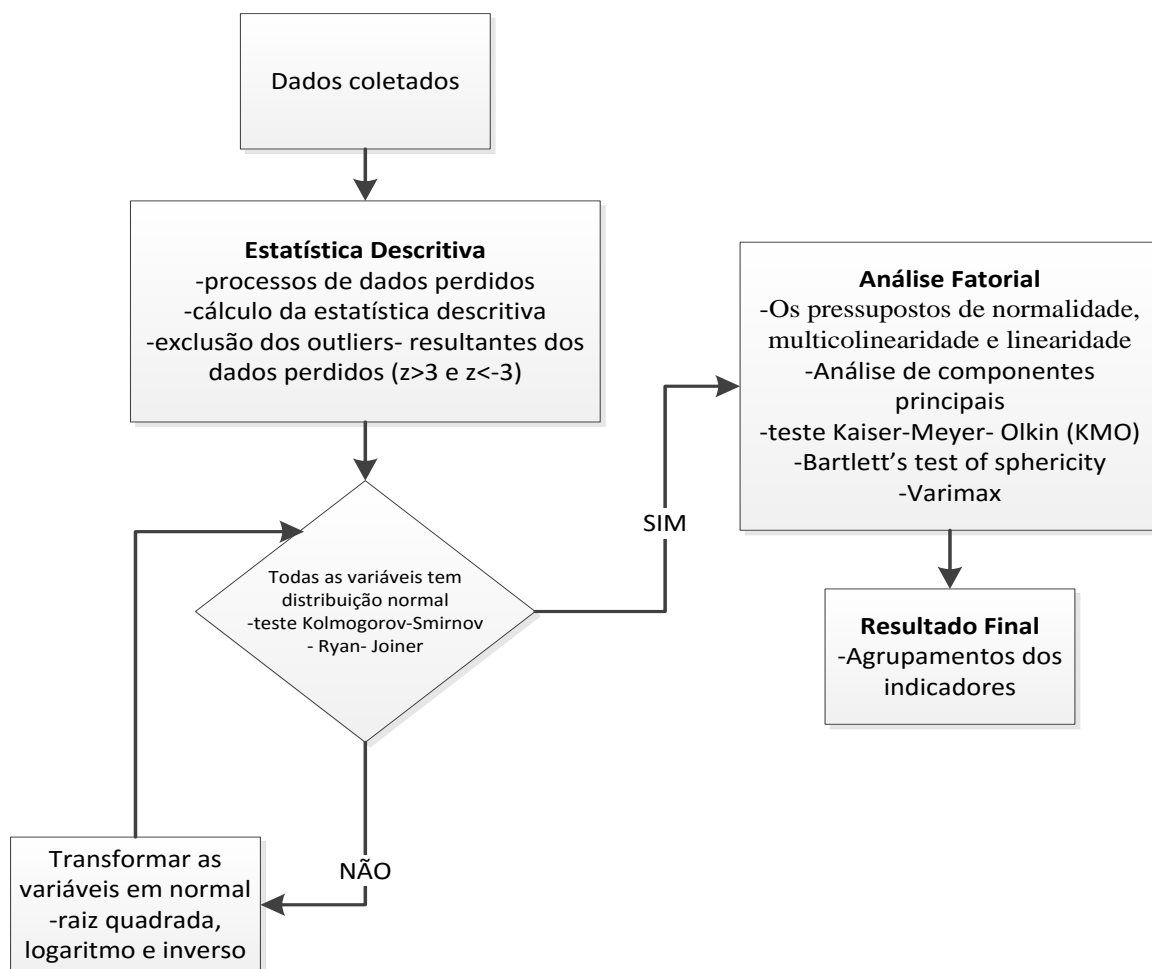 Dados coletados
Estatística Descritiva
-processos de dados perdidos
-cálculo da estatística descritiva
-exclusão dos outliers- resultantes dos
dados perdidos (z>3 e z<-3)
Todas as variáveis tem
distribuição normal
-teste Kolmogorov-Smirnov
- Ryan- Joiner
NÃO
Transformar as
variáveis em normal
-raiz quadrada,
logaritmo e inverso
SIM
Análise Fatorial
-Os pressupostos de normalidade,
multicolinearidade e linearidade
-Análise de componentes
principais
-teste Kaiser-Meyer- Olkin (KMO)
-Bartlett’s test of sphericity
-Varimax
Resultado Final
-Agrupamentos dos
indicadores